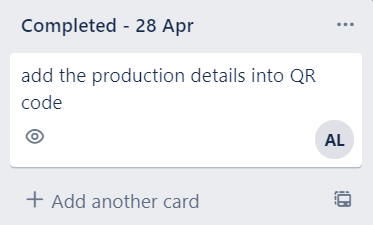 Completed - 28 Apr
add the production details into QR
code
AL
Add another card